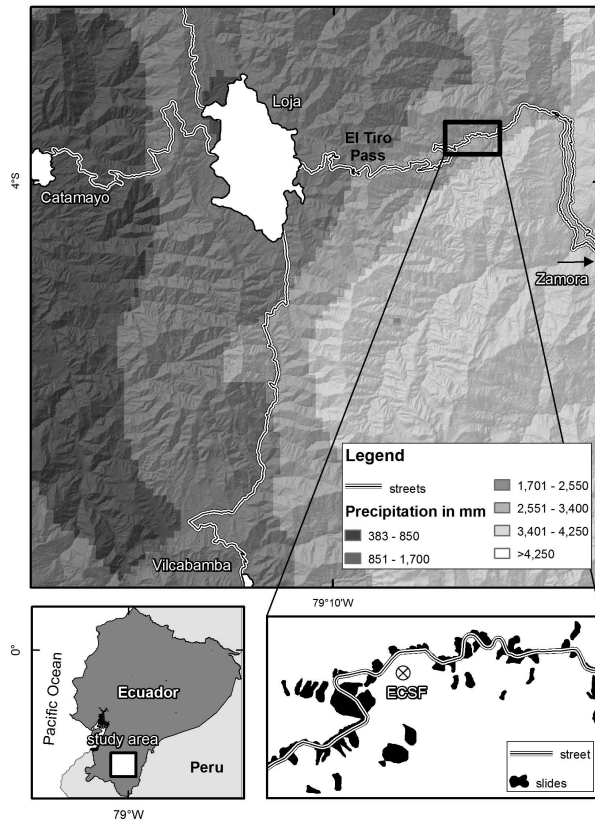 Loja
El Tiro
Pass
4°S
Catamayo
Zamora
Vilcabamba
Legend
streets
Precipitation in mm
383 - 850
851 - 1,700
1,701 - 2,550
2,551 - 3,400
3,401 - 4,250
>4,250
79°10'W
0°
Pacific Ocean
Ecuador
study area
Peru
79°W
ECSF
street
slides